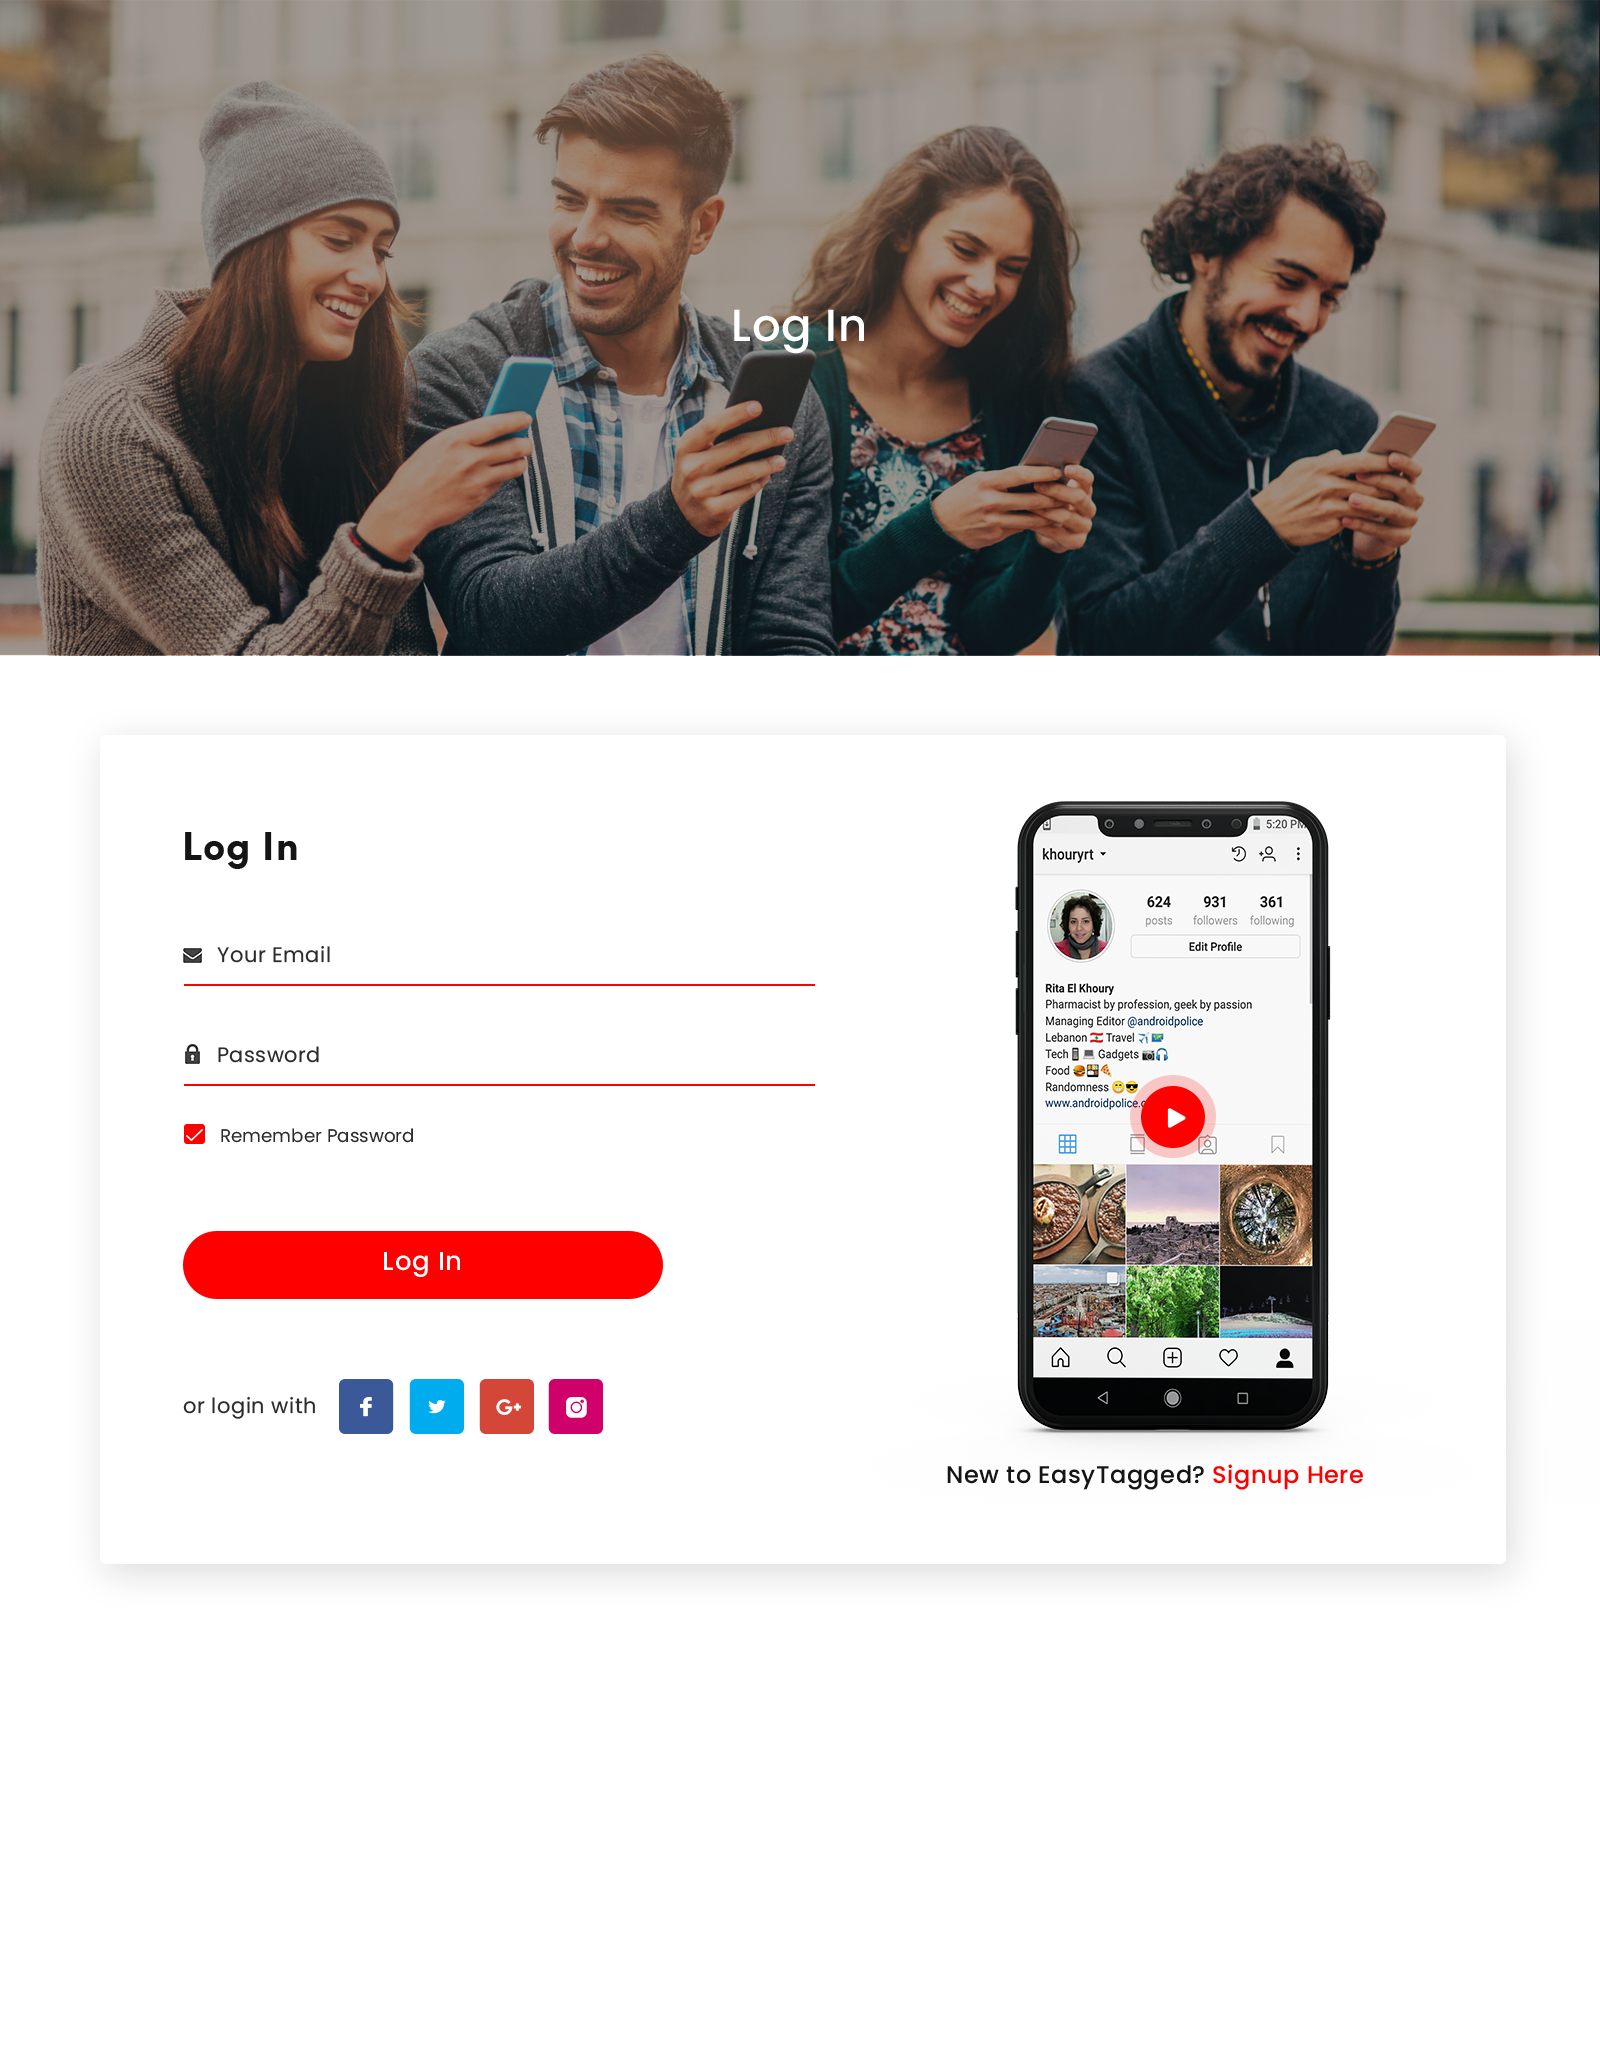 Log In
Log In
Your Email
Password
Remember Password
Log In
or login with
G+
5:20 PM
khouryrt
624 931 361
posts followers following
Edit Profile
Rita El Khoury
Pharmacist by profession, geek by passion
Managing Editor @androidpolice
Lebanon 🇱🇧 Travel ✈️🗺️
Tech📱💻 Gadgets 📷🎧
Food 🍔🍱🍕
Randomness 😁😎
www.androidpolice.c
New to EasyTagged? Signup Here